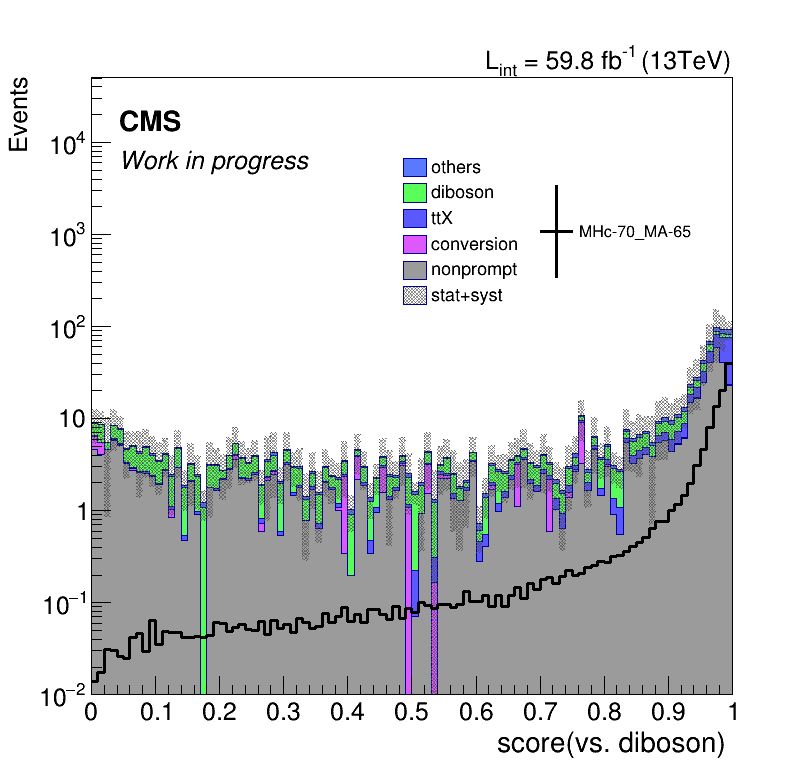 L_int = 59.8 fb^-1 (13TeV)
Events
CMS
Work in progress
others
diboson
ttX
conversion
nonprompt
stat+syst
MHc-70_MA-65
10^4
10^3
10^2
10
1
10^−1
10^−2
0 0.1 0.2 0.3 0.4 0.5 0.6 0.7 0.8 0.9 1
score(vs. diboson)